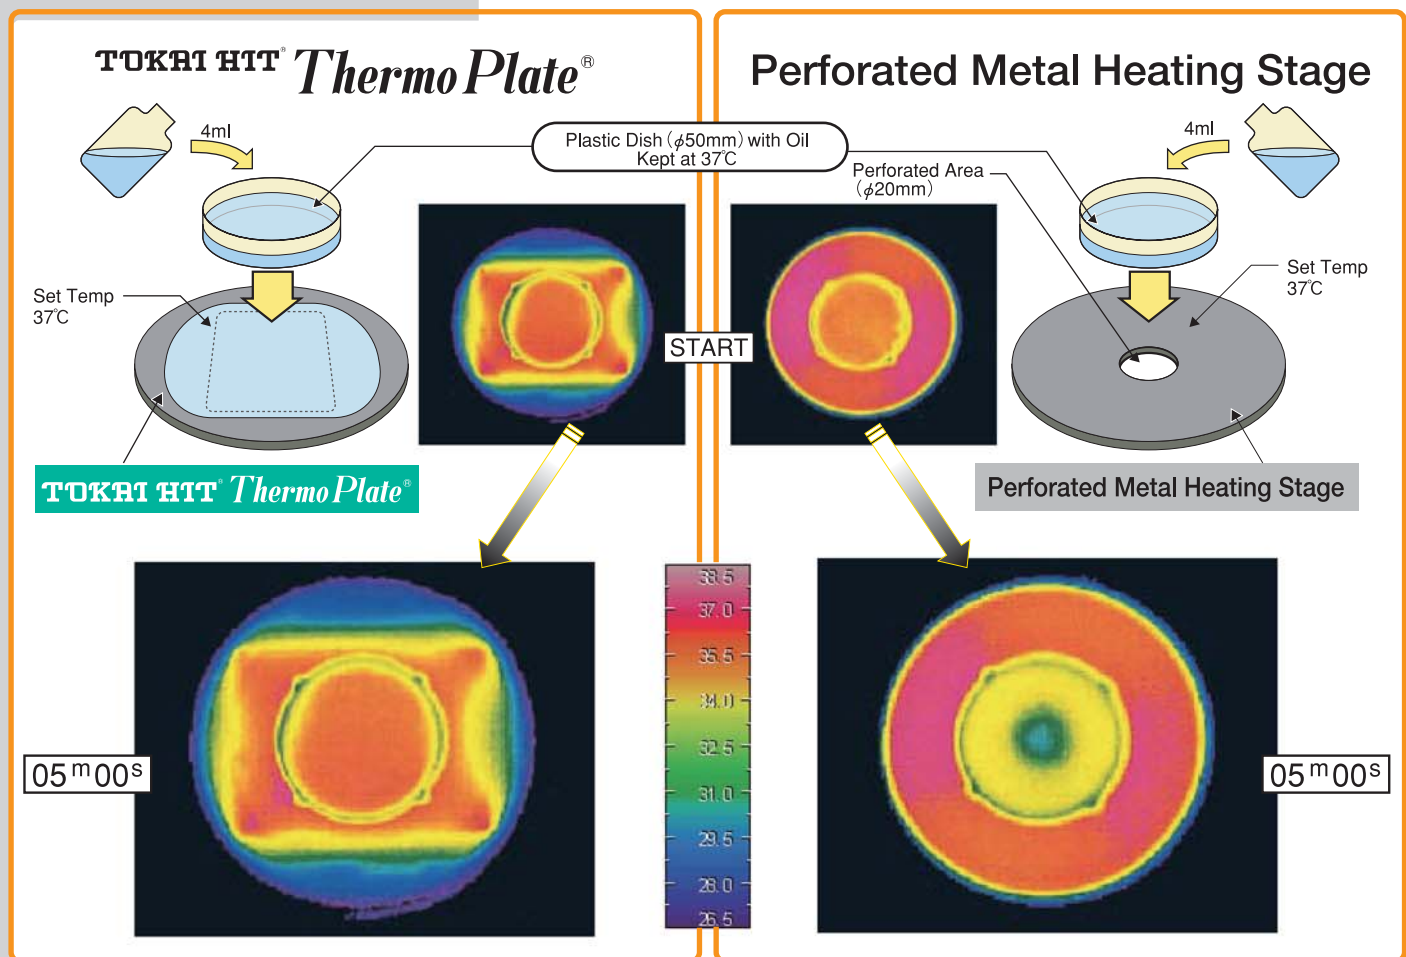 TOKAI HIT® Thermo Plate®
Perforated Metal Heating Stage
4ml
Plastic Dish (φ50mm) with Oil
Kept at 37℃
4ml
Perforated Area
(φ20mm)
Set Temp
37℃
Set Temp
37℃
START
TOKAI HIT® Thermo Plate®
Perforated Metal Heating Stage
38.5
37.0
35.5
34.0
32.5
31.0
29.5
28.0
26.5
05m00s
05m00s